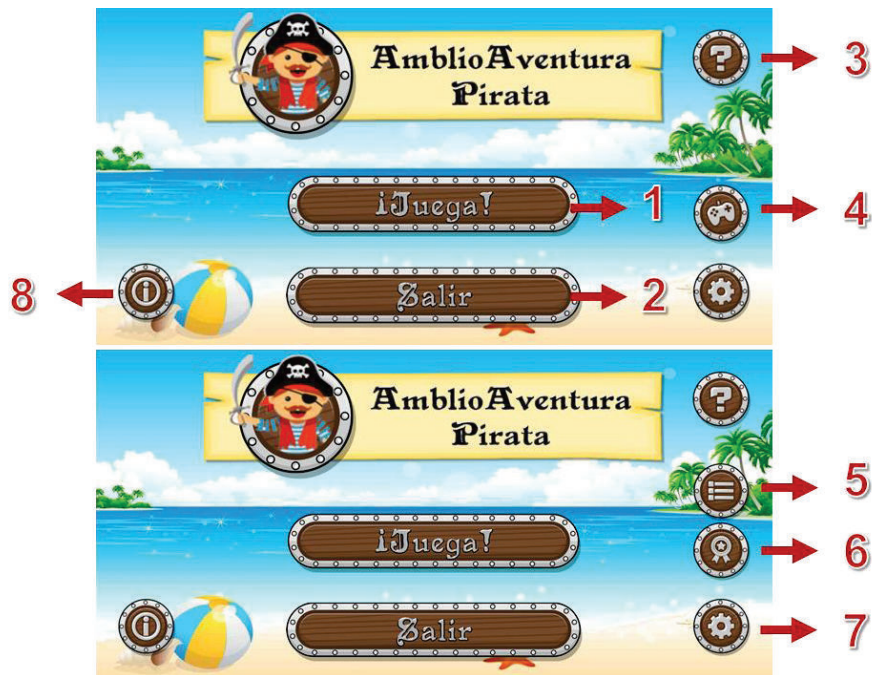 AmblioAventura
Pirata
3
¡Juega!
1
4
8
Salir
2
AmblioAventura
Pirata
5
¡Juega!
6
Salir
7